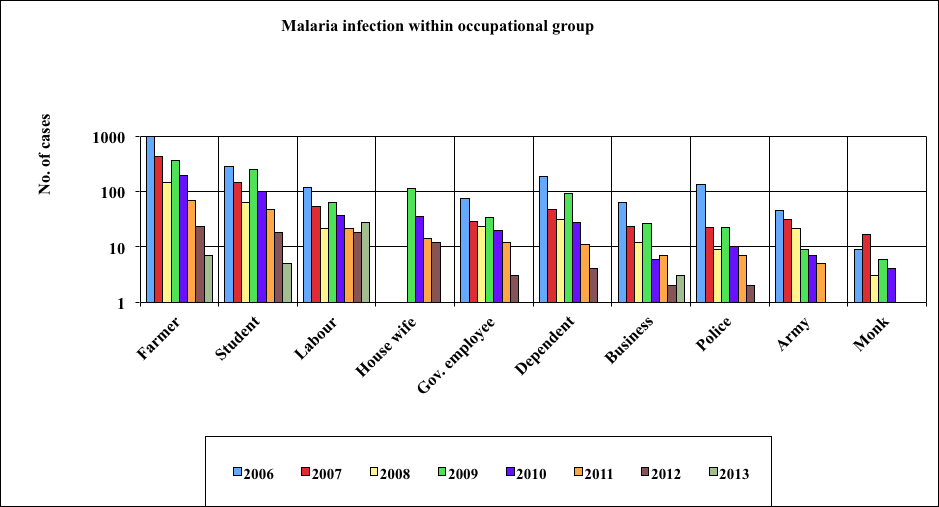 Malaria infection within occupational group
No. of cases
1000
100
10
1
Farmer
Student
Labour
House wife
Gov. employee
Dependent
Business
Police
Army
Monk
2006 2007 2008 2009 2010 2011 2012 2013